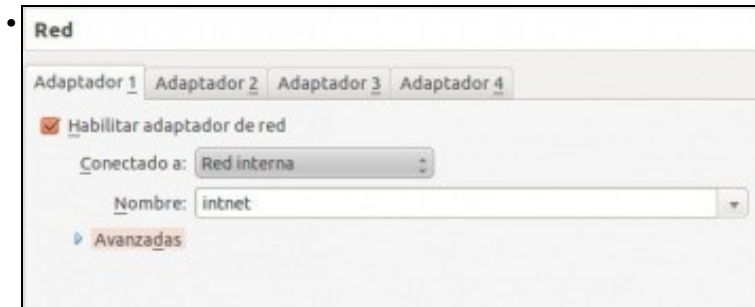 Red
Adaptador 1 Adaptador 2 Adaptador 3 Adaptador 4
Habilitar adaptador de red
Conectado a: Red interna
Nombre: intnet
Avanzadas